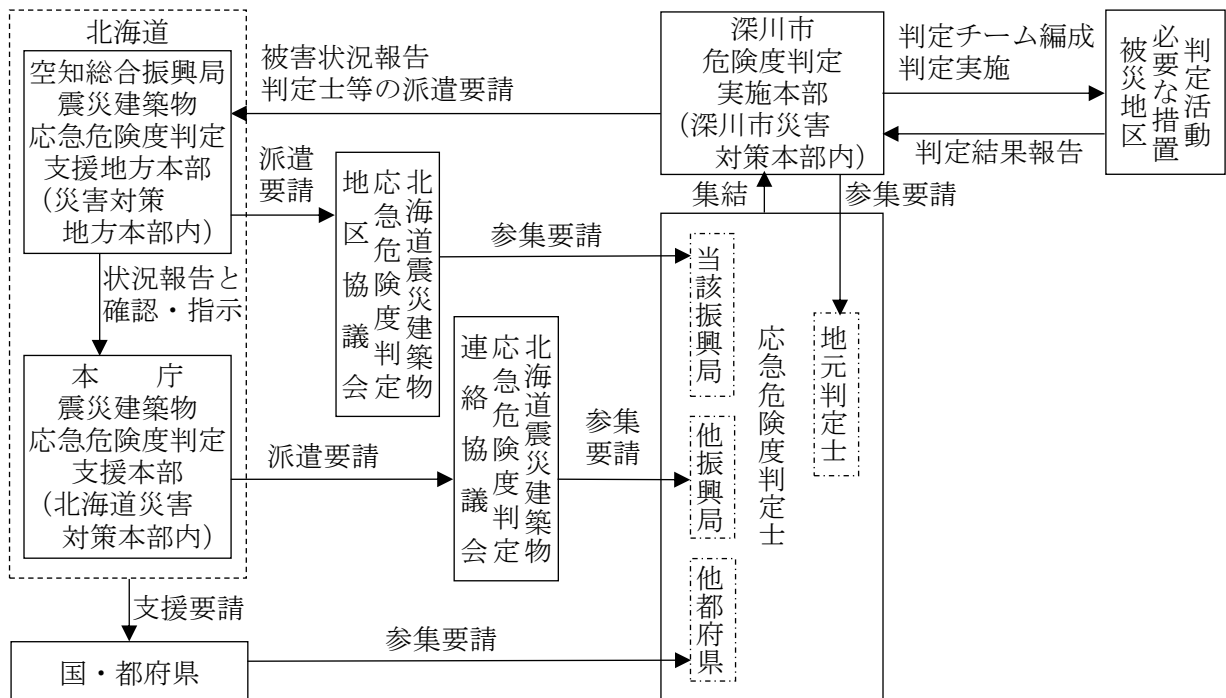 北海道
空知総合振興局
震災建築物
応急危険度判定
支援地方本部
(災害対策
地方本部内)
状況報告と
確認・指示
本　　庁
震災建築物
応急危険度判定
支援本部
(北海道災害
対策本部内)
支援要請
国・都府県
被害状況報告
判定士等の派遣要請
派遣
要請
北海道震災建築物
応急危険度判定
地区協議会
派遣要請
北海道震災建築物
応急危険度判定
連絡協議会
参集要請
参集
要請
参集要請
深川市
危険度判定
実施本部
(深川市災害
対策本部内)
集結
参集要請
応急危険度判定士
当該振興局
他振興局
他都府県
地元判定士
判定チーム編成
判定実施
判定結果報告
判定活動
必要な措置
被災地区